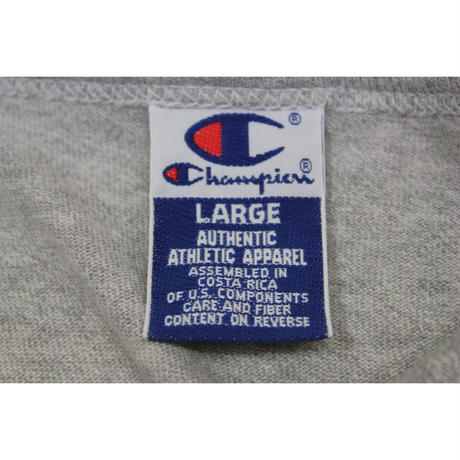 ®
Champion®
LARGE
AUTHENTIC
ATHLETIC APPAREL
ASSEMBLED IN
COSTA RICA
OF U.S. COMPONENTS
CARE AND FIBER
CONTENT ON REVERSE